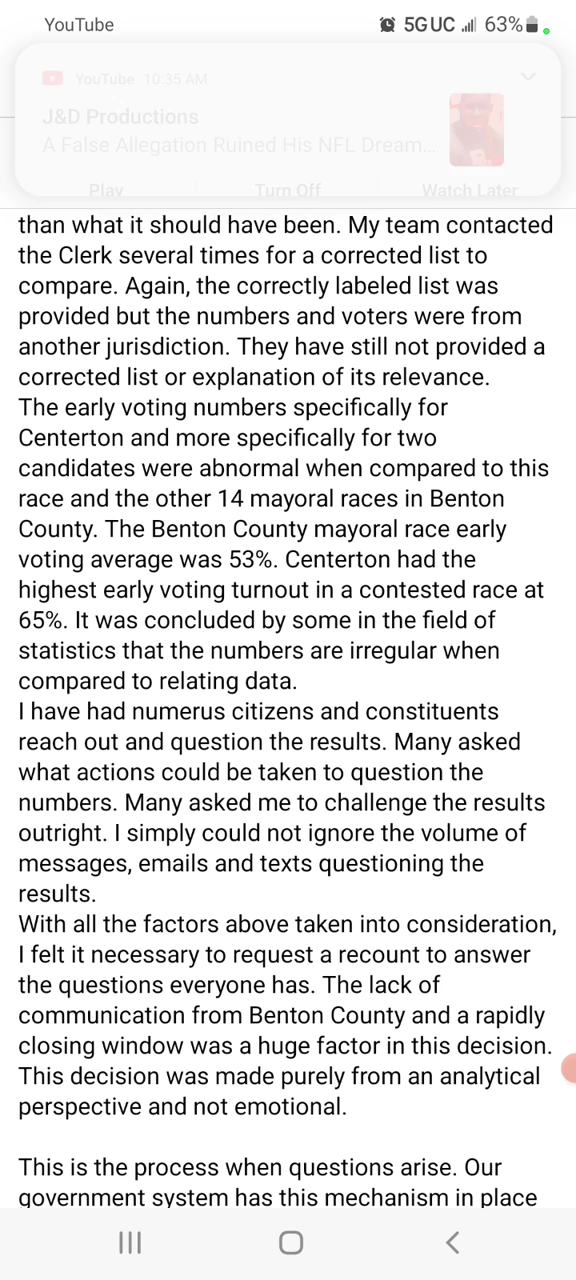 YouTube
5G UC 63%
YouTube 10:35 AM
J&D Productions
A False Allegation Ruined His NFL Dream...
Play Turn Off Watch Later
than what it should have been. My team contacted
the Clerk several times for a corrected list to
compare. Again, the correctly labeled list was
provided but the numbers and voters were from
another jurisdiction. They have still not provided a
corrected list or explanation of its relevance.
The early voting numbers specifically for
Centerton and more specifically for two
candidates were abnormal when compared to this
race and the other 14 mayoral races in Benton
County. The Benton County mayoral race early
voting average was 53%. Centerton had the
highest early voting turnout in a contested race at
65%. It was concluded by some in the field of
statistics that the numbers are irregular when
compared to relating data.
I have had numerus citizens and constituents
reach out and question the results. Many asked
what actions could be taken to question the
numbers. Many asked me to challenge the results
outright. I simply could not ignore the volume of
messages, emails and texts questioning the
results.
With all the factors above taken into consideration,
I felt it necessary to request a recount to answer
the questions everyone has. The lack of
communication from Benton County and a rapidly
closing window was a huge factor in this decision.
This decision was made purely from an analytical
perspective and not emotional.
This is the process when questions arise. Our
government system has this mechanism in place